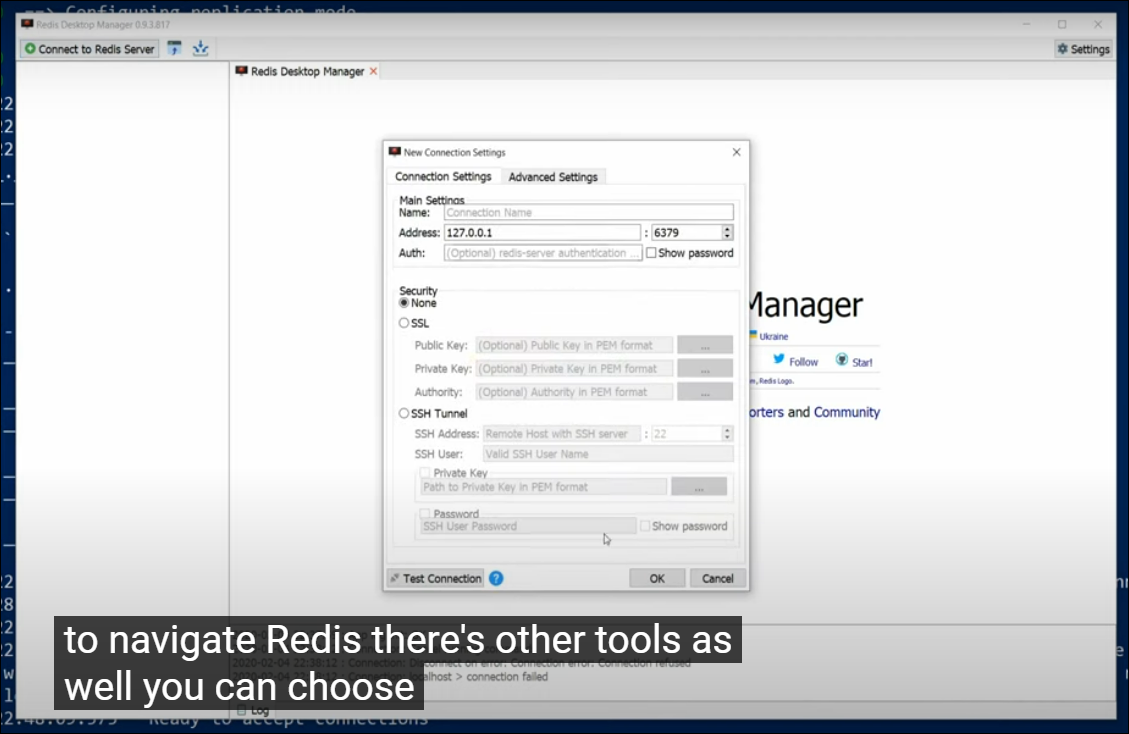 ==> Configuring replication mode
Redis Desktop Manager 0.9.3.817
Connect to Redis Server
Settings
Redis Desktop Manager
New Connection Settings
Connection Settings
Advanced Settings
Main Settings
Name:
Connection Name
Address:
127.0.0.1
:
6379
Auth:
(Optional) redis-server authentication ...
Show password
Security
None
SSL
Public Key:
(Optional) Public Key in PEM format
...
Private Key:
(Optional) Private Key in PEM format
...
Authority:
(Optional) Authority in PEM format
...
SSH Tunnel
SSH Address:
Remote Host with SSH server
:
22
SSH User:
Valid SSH User Name
Private Key
Path to Private Key in PEM format
...
Password
SSH User Password
Show password
Test Connection
?
OK
Cancel
Manager
Ukraine
Follow
Star!
m, Redis Logo.
orters and Community
to navigate Redis there's other tools as
well you can choose
2020-02-04 22:38:12 : Connection: Disconnect on error: Connection error: Connection refused
localhost > connection failed
Log
Ready to accept connections